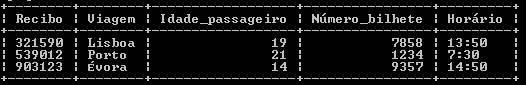 Recibo | Viagem | Idade_passageiro | Número_bilhete | Horário
321590 | Lisboa | 19 | 7858 | 13:50
539012 | Porto | 21 | 1234 | 7:30
903123 | Évora | 14 | 9357 | 14:50